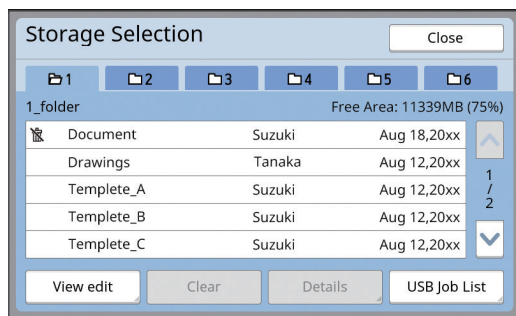 Storage Selection Close
1 2 3 4 5 6
1_folder Free Area: 11339MB (75%)
Document Suzuki Aug 18,20xx
Drawings Tanaka Aug 12,20xx
Templete_A Suzuki Aug 12,20xx
Templete_B Suzuki Aug 12,20xx
Templete_C Suzuki Aug 12,20xx
1
/
2
View edit Clear Details USB Job List